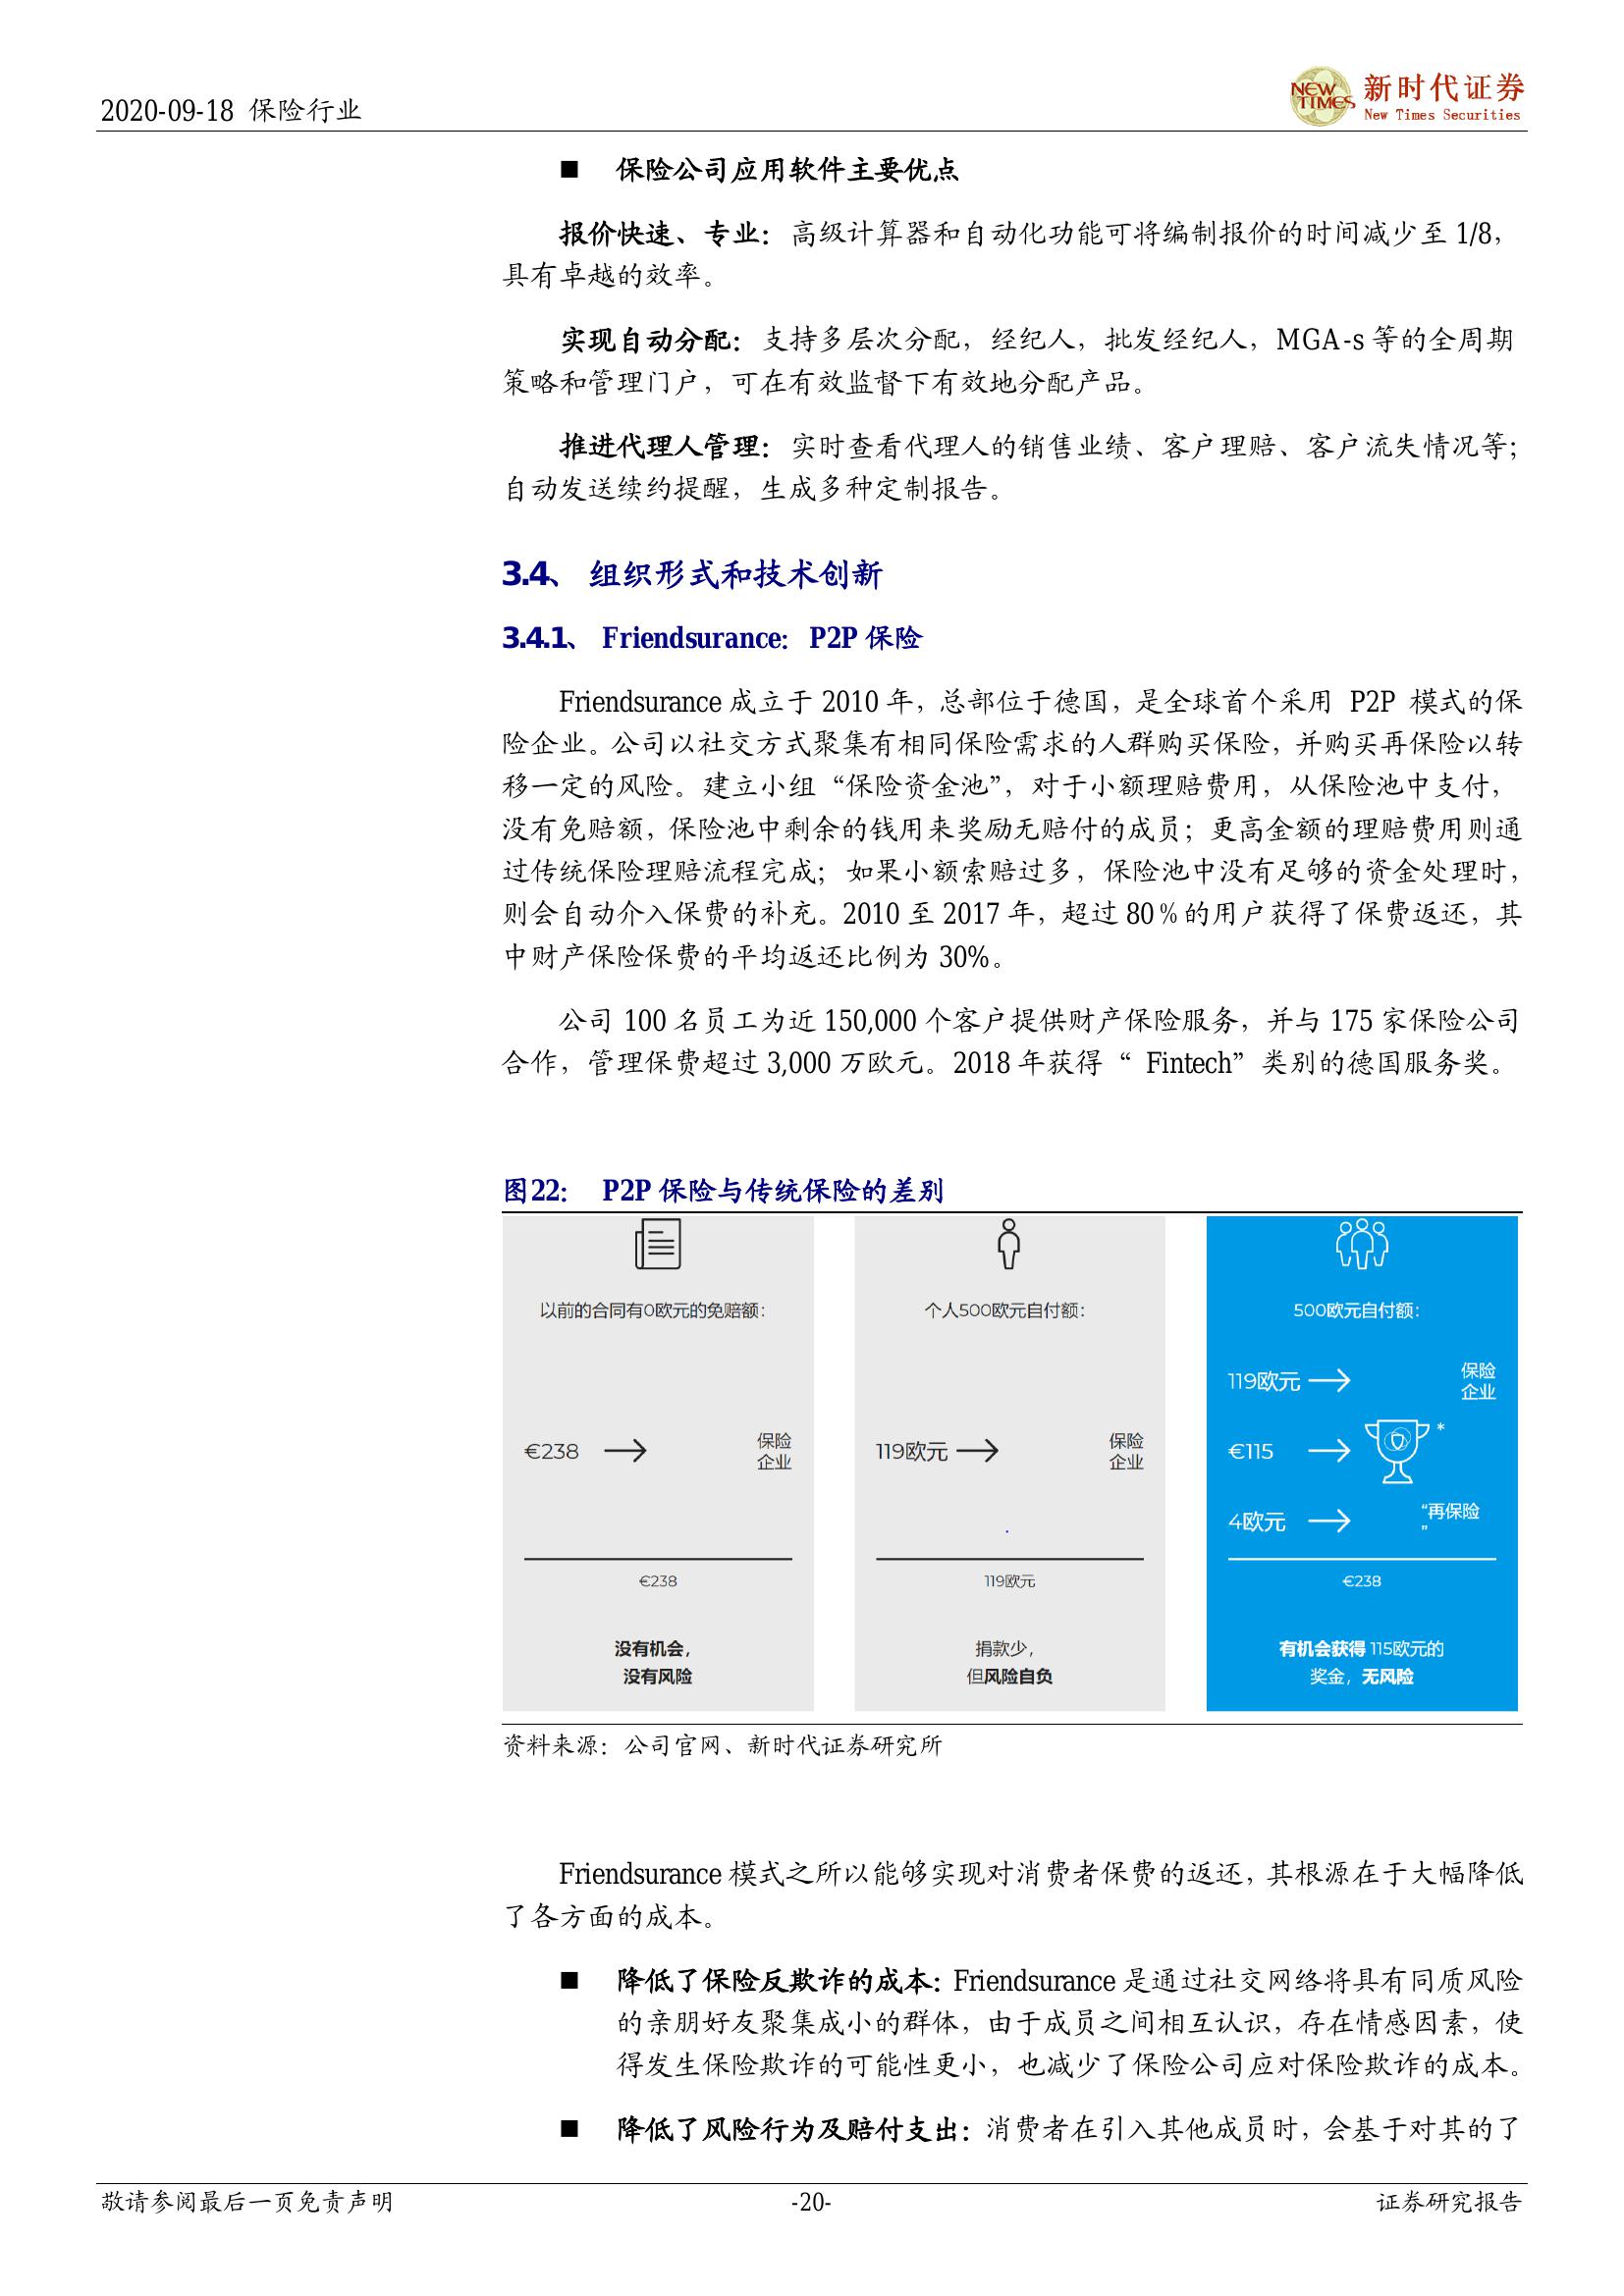 2020-09-18 保险行业
NEW TIMES
新时代证券
New Times Securities
■ 保险公司应用软件主要优点
报价快速、专业：高级计算器和自动化功能可将编制报价的时间减少至 1/8，
具有卓越的效率。
实现自动分配：支持多层次分配，经纪人，批发经纪人，MGA-s 等的全周期
策略和管理门户，可在有效监督下有效地分配产品。
推进代理人管理：实时查看代理人的销售业绩、客户理赔、客户流失情况等；
自动发送续约提醒，生成多种定制报告。
3.4、 组织形式和技术创新
3.4.1、 Friendsurance：P2P 保险
Friendsurance 成立于 2010 年，总部位于德国，是全球首个采用 P2P 模式的保
险企业。公司以社交方式聚集有相同保险需求的人群购买保险，并购买再保险以转
移一定的风险。建立小组“保险资金池”，对于小额理赔费用，从保险池中支付，
没有免赔额，保险池中剩余的钱用来奖励无赔付的成员；更高金额的理赔费用则通
过传统保险理赔流程完成；如果小额索赔过多，保险池中没有足够的资金处理时，
则会自动介入保费的补充。2010 至 2017 年，超过 80％的用户获得了保费返还，其
中财产保险保费的平均返还比例为 30%。
公司 100 名员工为近 150,000 个客户提供财产保险服务，并与 175 家保险公司
合作，管理保费超过 3,000 万欧元。2018 年获得“ Fintech”类别的德国服务奖。
图22： P2P 保险与传统保险的差别
以前的合同有0欧元的免赔额：
€238
保险
企业
€238
没有机会，
没有风险
个人500欧元自付额：
119欧元
保险
企业
119欧元
捐款少，
但风险自负
500欧元自付额：
119欧元
保险
企业
€115
*
4欧元
“再保险
”
€238
有机会获得 115欧元的
奖金，无风险
资料来源：公司官网、新时代证券研究所
Friendsurance 模式之所以能够实现对消费者保费的返还，其根源在于大幅降低
了各方面的成本。
■ 降低了保险反欺诈的成本：Friendsurance 是通过社交网络将具有同质风险
的亲朋好友聚集成小的群体，由于成员之间相互认识，存在情感因素，使
得发生保险欺诈的可能性更小，也减少了保险公司应对保险欺诈的成本。
■ 降低了风险行为及赔付支出：消费者在引入其他成员时，会基于对其的了
敬请参阅最后一页免责声明
-20-
证券研究报告